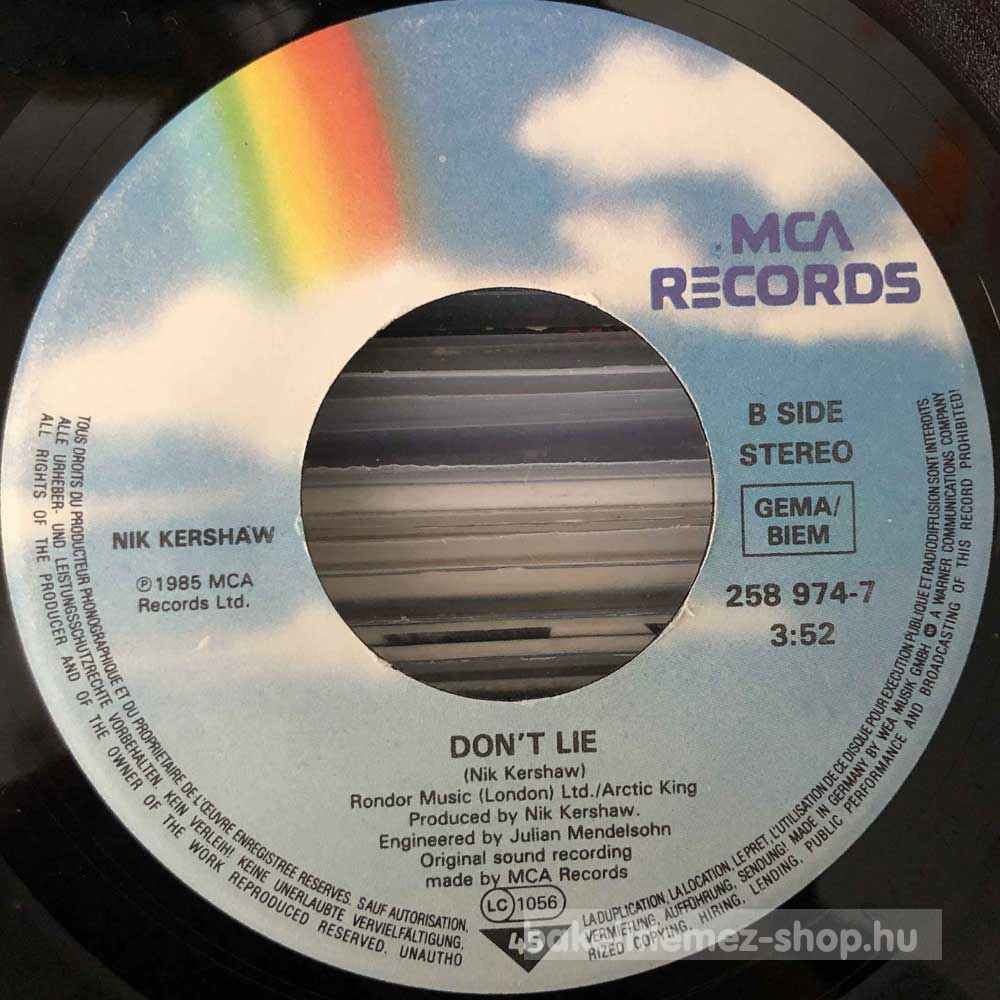 MCA
RECORDS
B SIDE
STEREO
GEMA/
BIEM
258 974-7
3:52
NIK KERSHAW
℗1985 MCA
Records Ltd.
DON'T LIE
(Nik Kershaw)
Rondor Music (London) Ltd./Arctic King
Produced by Nik Kershaw.
Engineered by Julian Mendelsohn
Original sound recording
made by MCA Records
LC 1056
45
TOUS DROITS DU PRODUCTEUR PHONOGRAPHIQUE ET DU PROPRIETAIRE DE L'ŒUVRE ENREGISTREE RESERVES. SAUF AUTORISATION, LA DUPLICATION, LA LOCATION, LE PRET, L'UTILISATION DE CE DISQUE POUR EXECUTION PUBLIQUE ET RADIODIFFUSION SONT INTERDITS.
ALLE URHEBER- UND LEISTUNGSSCHUTZRECHTE VORBEHALTEN. KEIN VERLEIH! KEINE UNERLAUBTE VERVIELFÄLTIGUNG, VERMIETUNG, AUFFÜHRUNG, SENDUNG! MADE IN GERMANY BY WEA MUSIK GMBH A WARNER COMMUNICATIONS COMPANY
ALL RIGHTS OF THE PRODUCER AND OF THE OWNER OF THE WORK REPRODUCED RESERVED. UNAUTHORIZED COPYING, HIRING, LENDING, PUBLIC PERFORMANCE AND BROADCASTING OF THIS RECORD PROHIBITED!